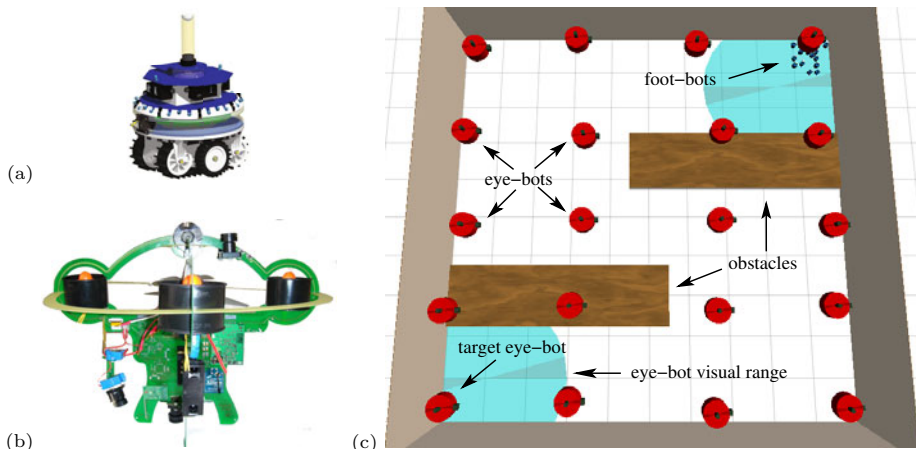 (a)
(b)
(c)
foot−bots
eye−bots
obstacles
target eye−bot
eye−bot visual range